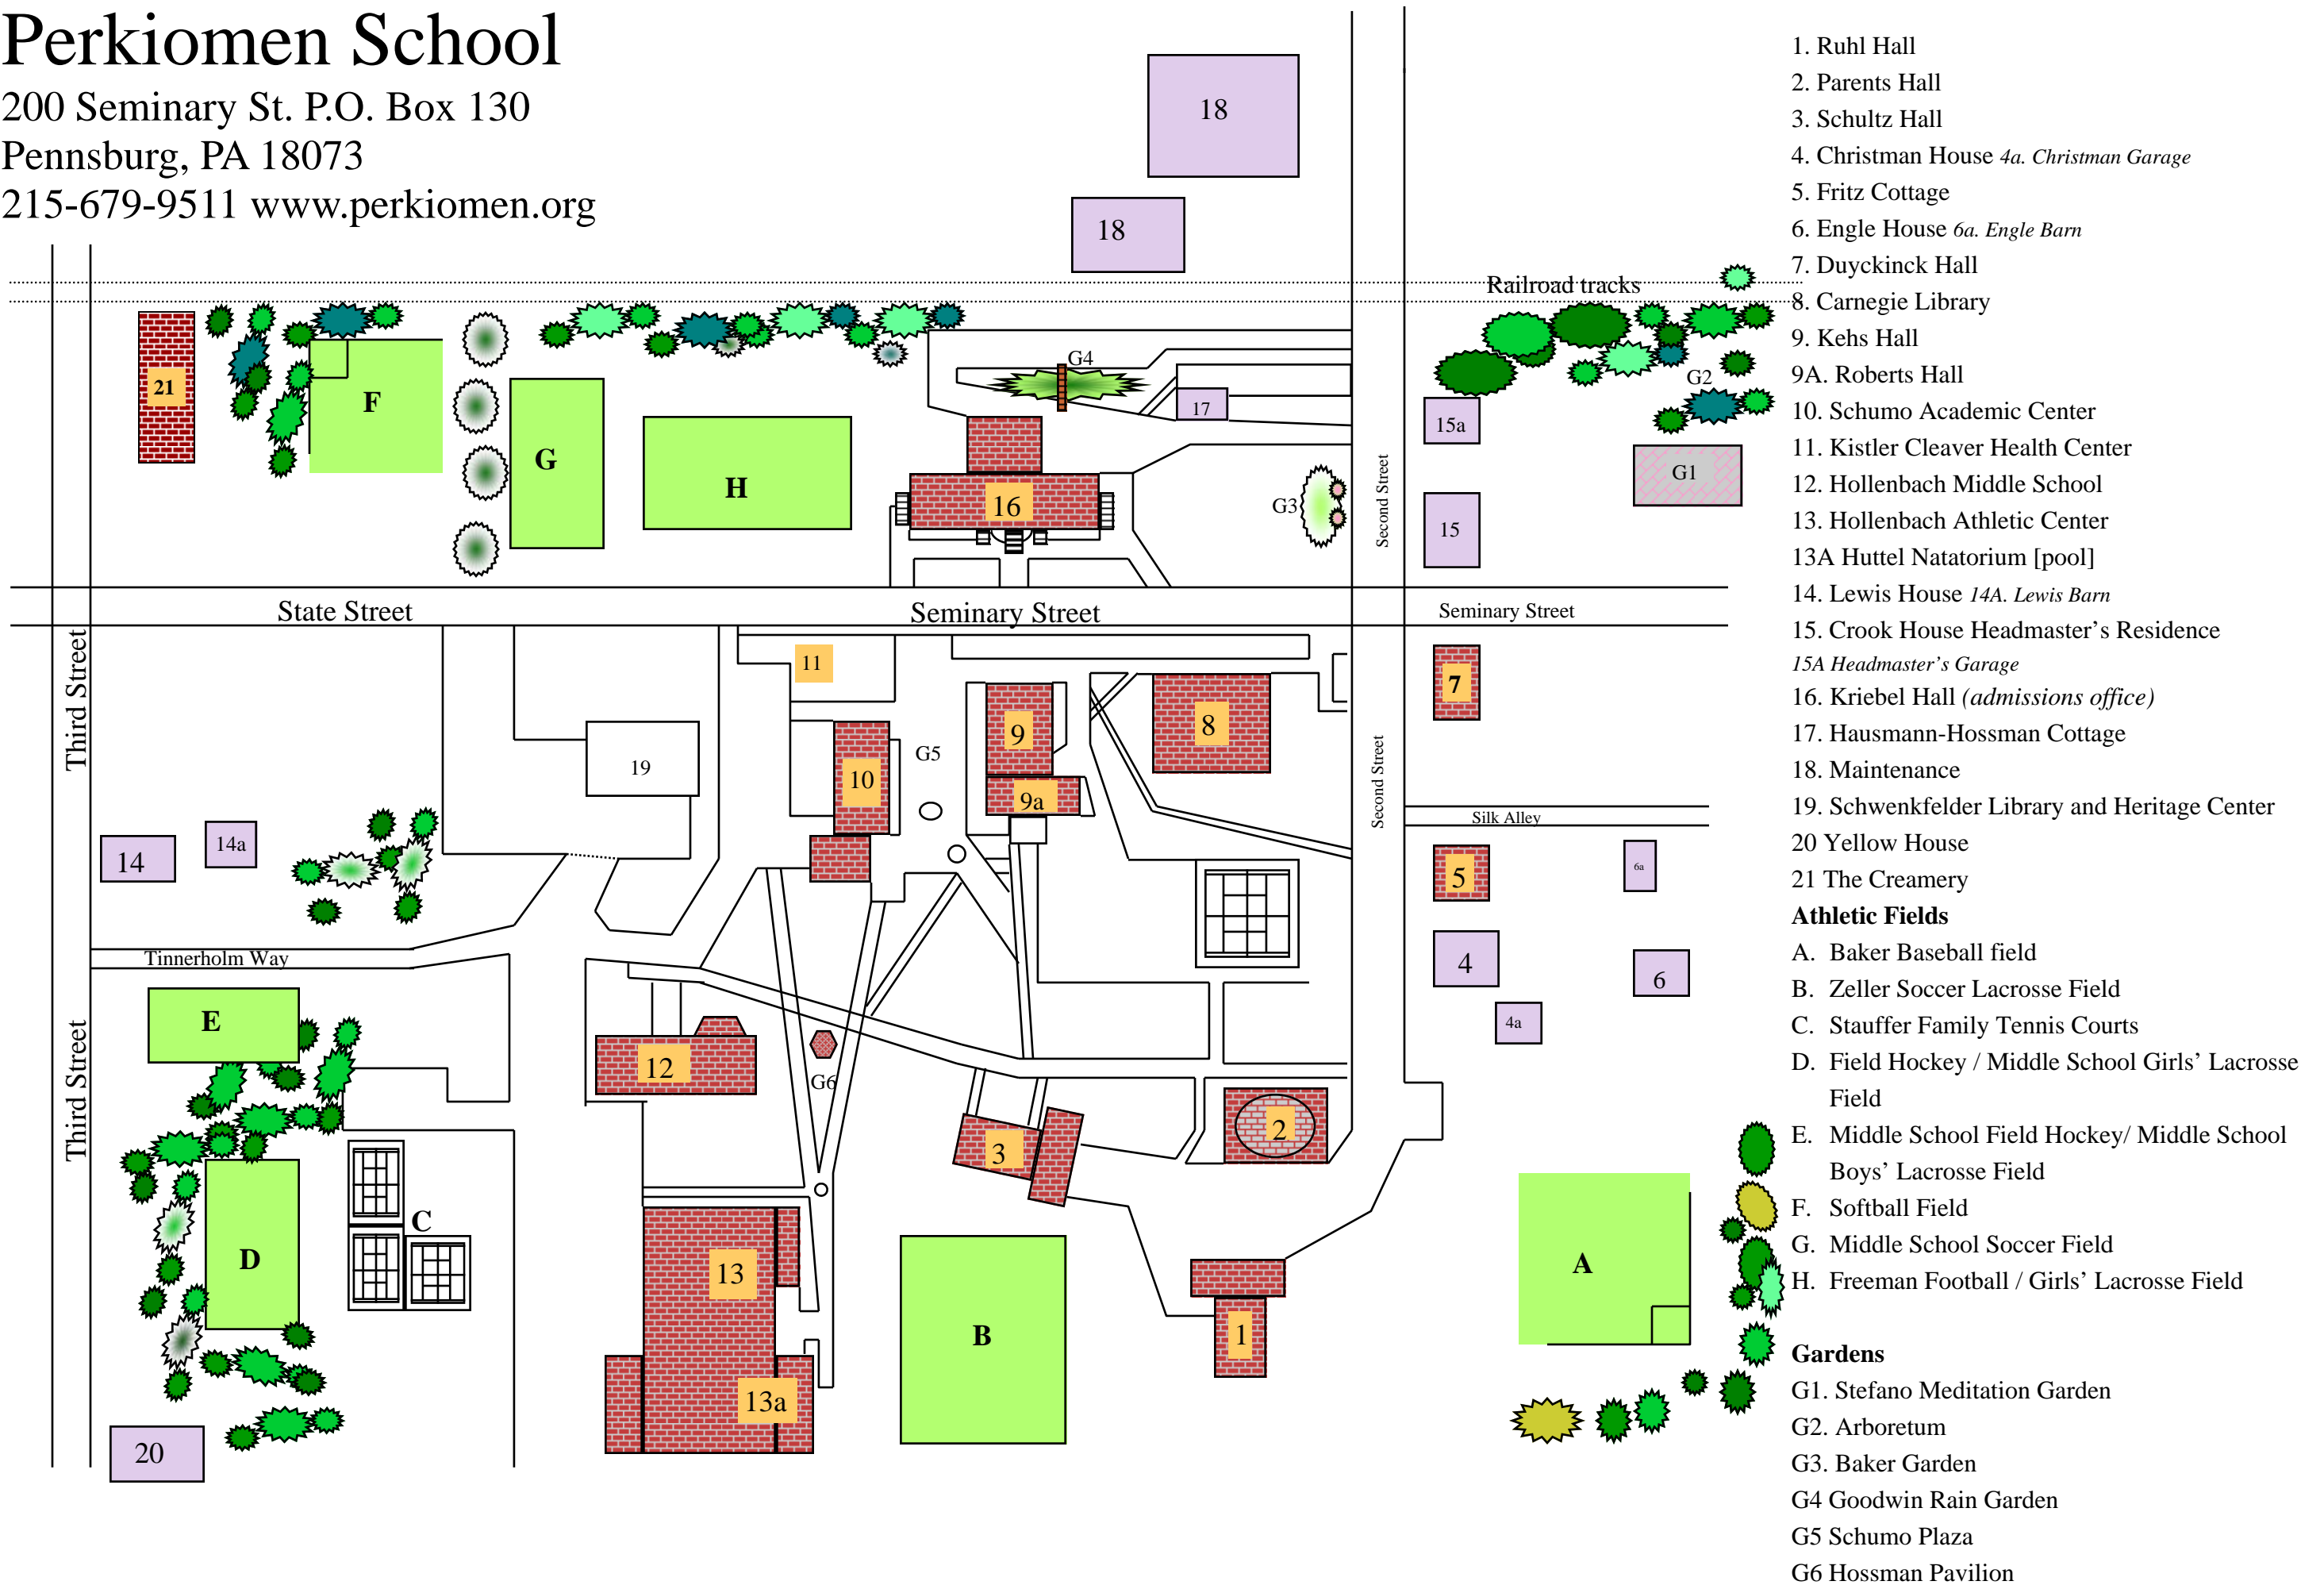 Perkiomen School
200 Seminary St. P.O. Box 130
Pennsburg, PA 18073
215-679-9511 www.perkiomen.org
18
18
Railroad tracks
21
F
G
H
G4
17
16
G3
Second Street
15a
15
G2
G1
State Street
Seminary Street
Seminary Street
Third Street
11
19
10
G5
9
9a
8
7
Second Street
Silk Alley
14
14a
5
6a
4
6
4a
Tinnerholm Way
E
Third Street
12
G6
3
2
C
D
13
13a
B
1
A
20
1. Ruhl Hall
2. Parents Hall
3. Schultz Hall
4. Christman House 4a. Christman Garage
5. Fritz Cottage
6. Engle House 6a. Engle Barn
7. Duyckinck Hall
8. Carnegie Library
9. Kehs Hall
9A. Roberts Hall
10. Schumo Academic Center
11. Kistler Cleaver Health Center
12. Hollenbach Middle School
13. Hollenbach Athletic Center
13A Huttel Natatorium [pool]
14. Lewis House 14A. Lewis Barn
15. Crook House Headmaster’s Residence
15A Headmaster’s Garage
16. Kriebel Hall (admissions office)
17. Hausmann-Hossman Cottage
18. Maintenance
19. Schwenkfelder Library and Heritage Center
20 Yellow House
21 The Creamery
Athletic Fields
A. Baker Baseball field
B. Zeller Soccer Lacrosse Field
C. Stauffer Family Tennis Courts
D. Field Hockey / Middle School Girls’ Lacrosse
Field
E. Middle School Field Hockey/ Middle School
Boys’ Lacrosse Field
F. Softball Field
G. Middle School Soccer Field
H. Freeman Football / Girls’ Lacrosse Field
Gardens
G1. Stefano Meditation Garden
G2. Arboretum
G3. Baker Garden
G4 Goodwin Rain Garden
G5 Schumo Plaza
G6 Hossman Pavilion